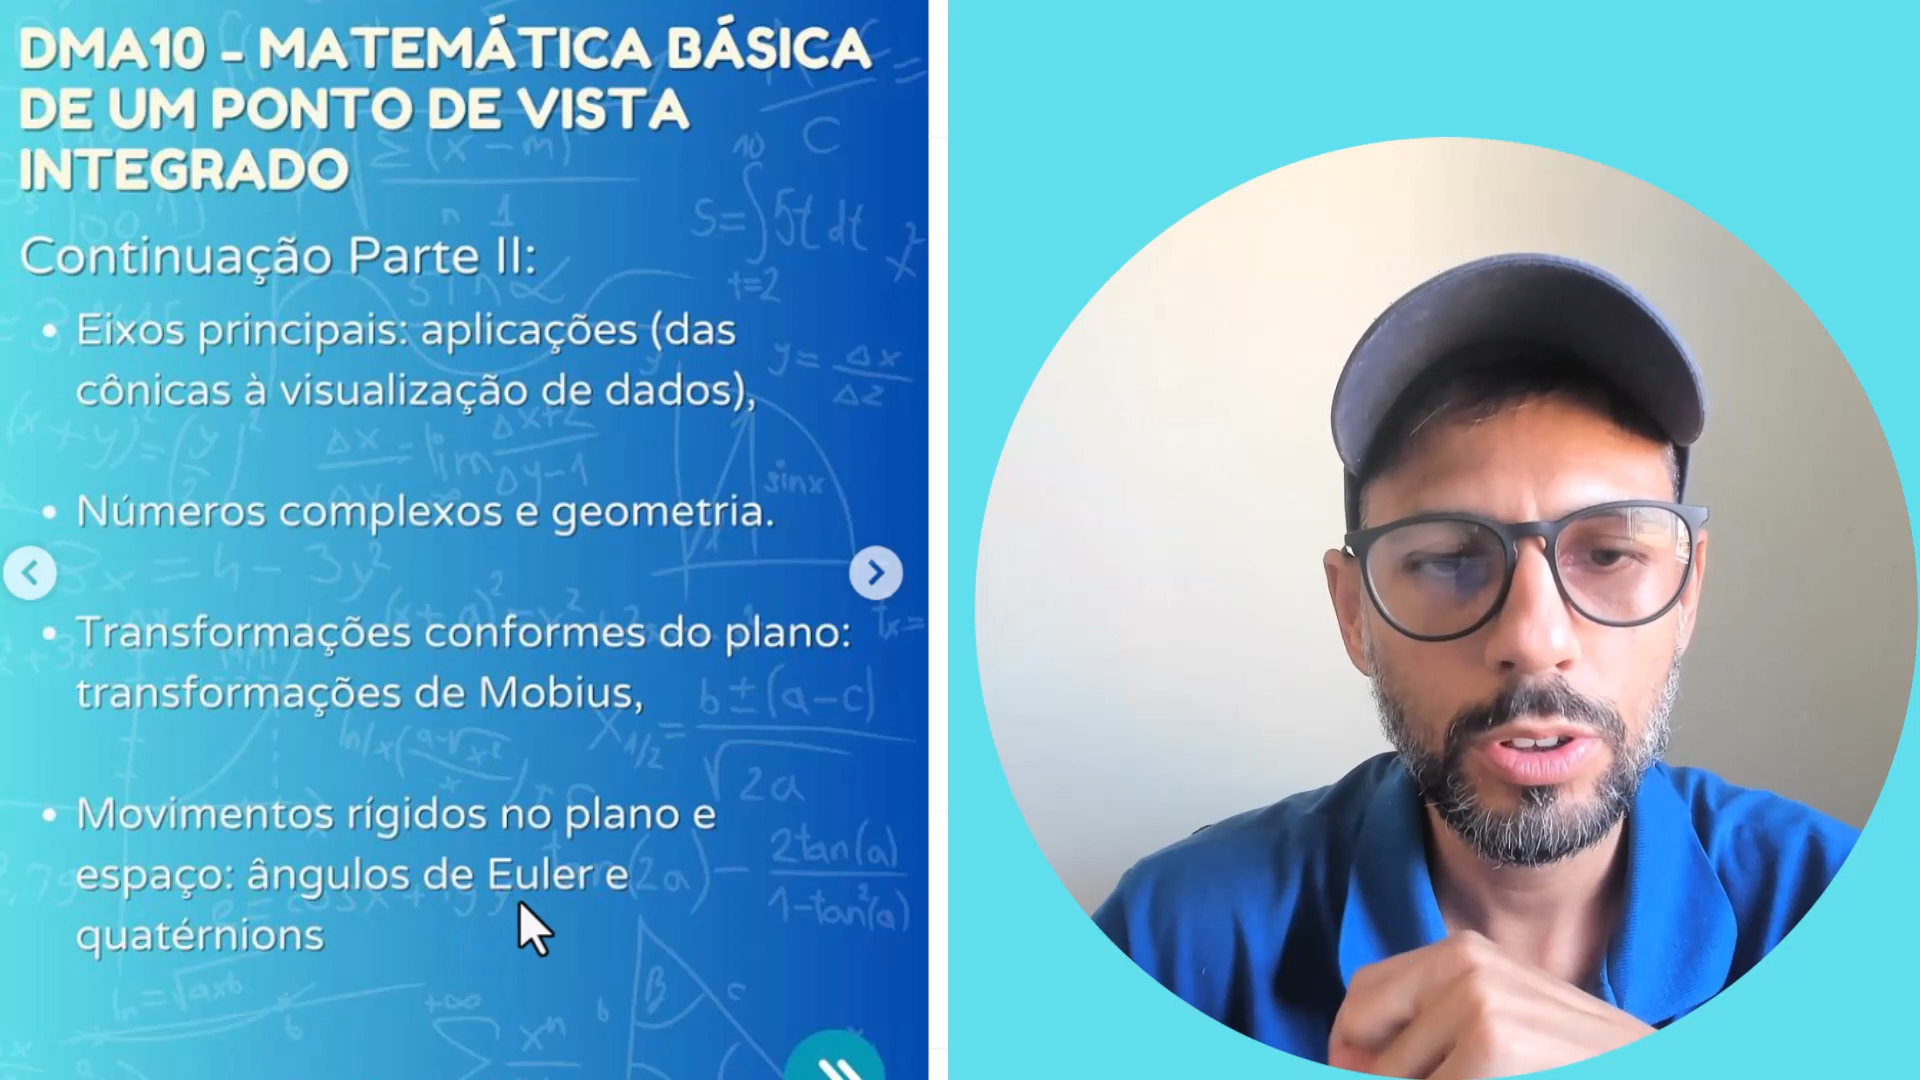 DMA10 - MATEMÁTICA BÁSICA
DE UM PONTO DE VISTA
INTEGRADO
Continuação Parte II:
• Eixos principais: aplicações (das
cônicas à visualização de dados),
• Números complexos e geometria.
• Transformações conformes do plano:
transformações de Mobius,
• Movimentos rígidos no plano e
espaço: ângulos de Euler e
quatérnions